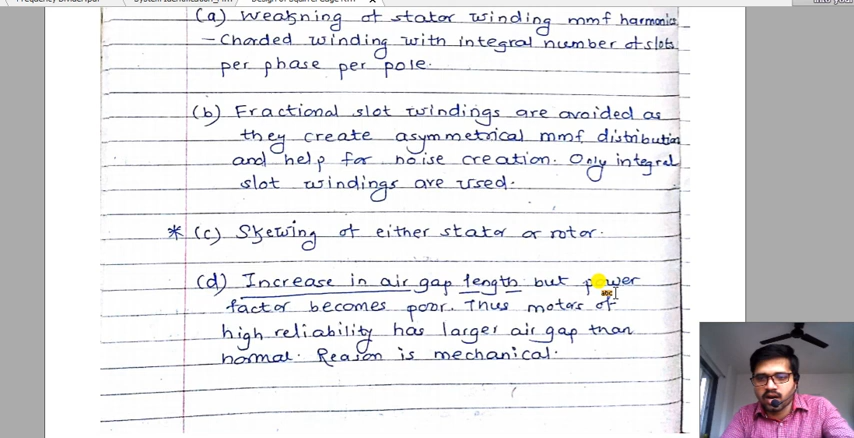 (a) Weakning of stator winding mmf harmonics
- Chorded winding with integral number of slots
per phase per pole.
(b) Fractional slot windings are avoided as
they create asymmetrical mmf distribution
and help for noise creation. Only integral
slot windings are used.
* (c) Skewing of either stator or rotor.
(d) Increase in air gap length but power
factor becomes poor. Thus motors of
high reliability has larger air gap than
normal. Reason is mechanical.